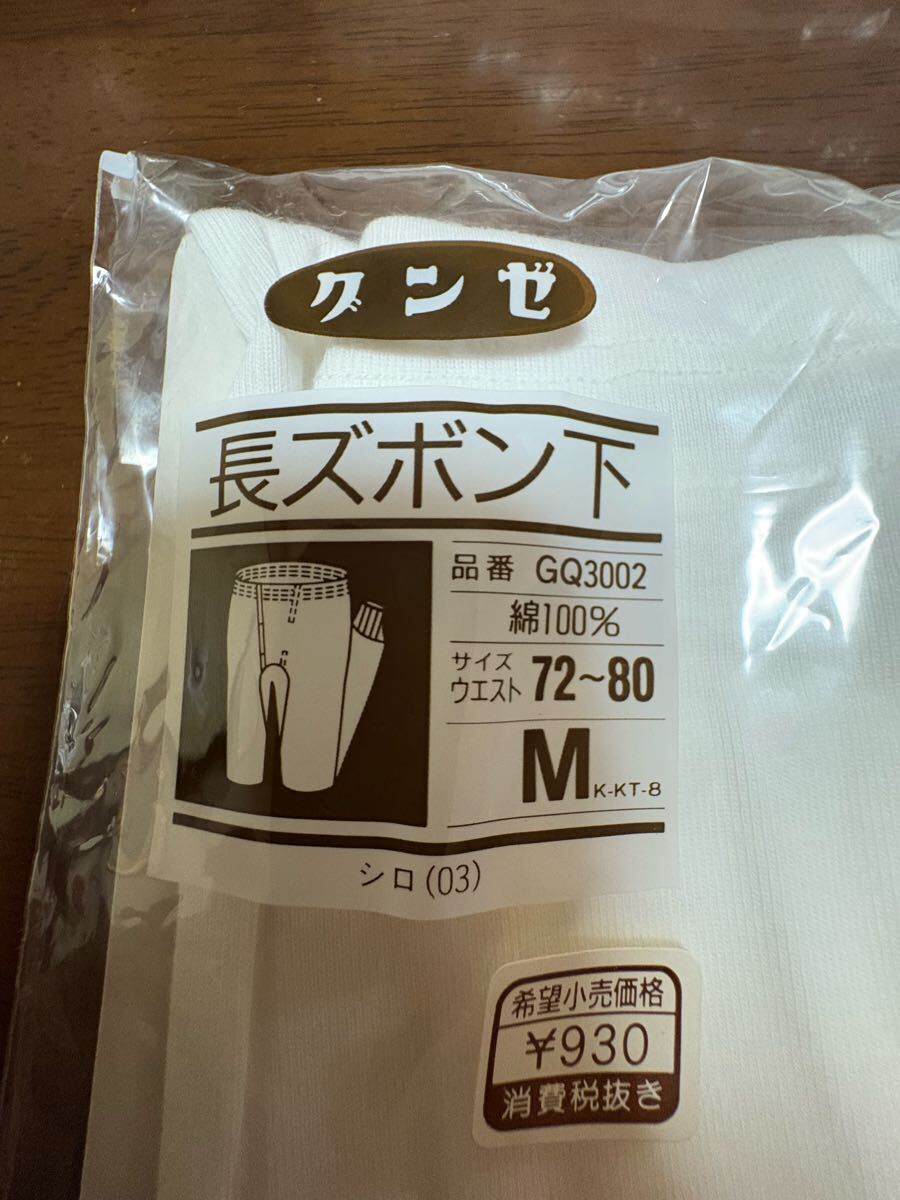 グンゼ
長ズボン下
品番 GQ3002
綿100%
サイズ
ウエスト 72~80
M K-KT-8
シロ(03)
希望小売価格
¥930
消費税抜き